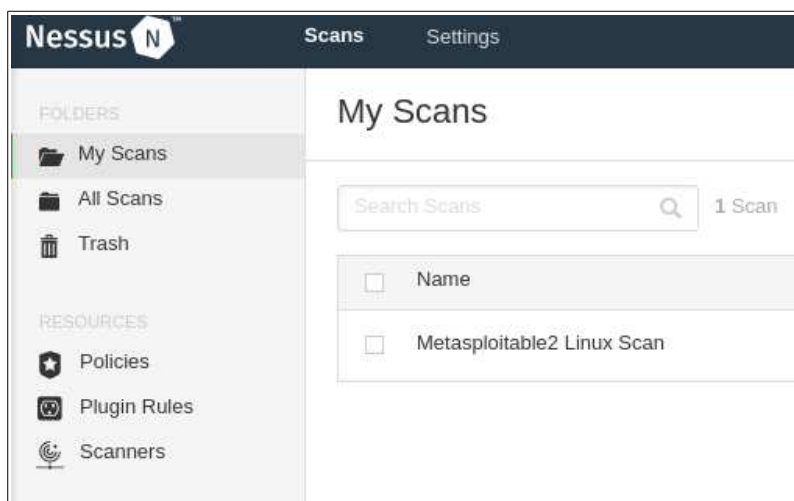 Nessus N ™
Scans
Settings
FOLDERS
My Scans
All Scans
Trash
RESOURCES
Policies
Plugin Rules
Scanners
My Scans
Search Scans
1 Scan
Name
Metasploitable2 Linux Scan